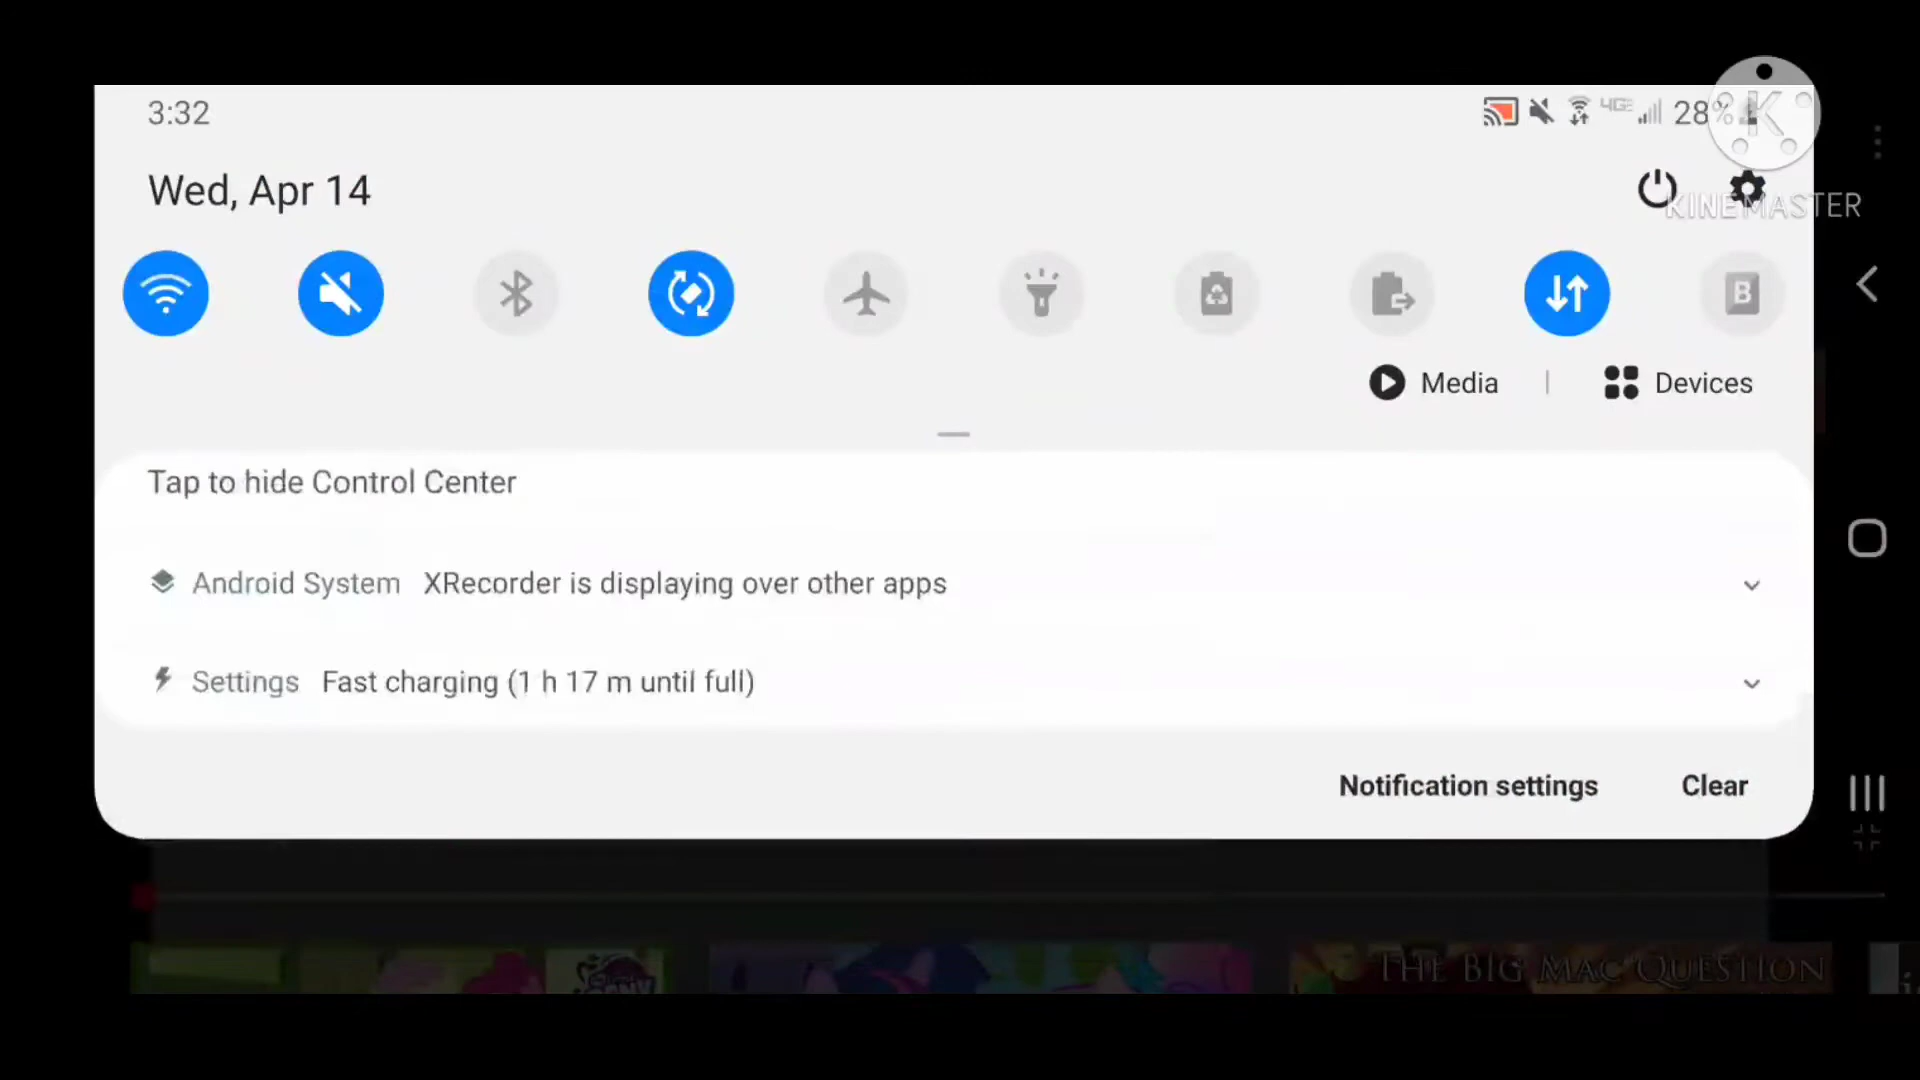 3:32
4GE 28%
K
KINEMASTER
Wed, Apr 14
B
Media | Devices
Tap to hide Control Center
Android System XRecorder is displaying over other apps
Settings Fast charging (1 h 17 m until full)
Notification settings Clear
THE BIG MAC QUESTION